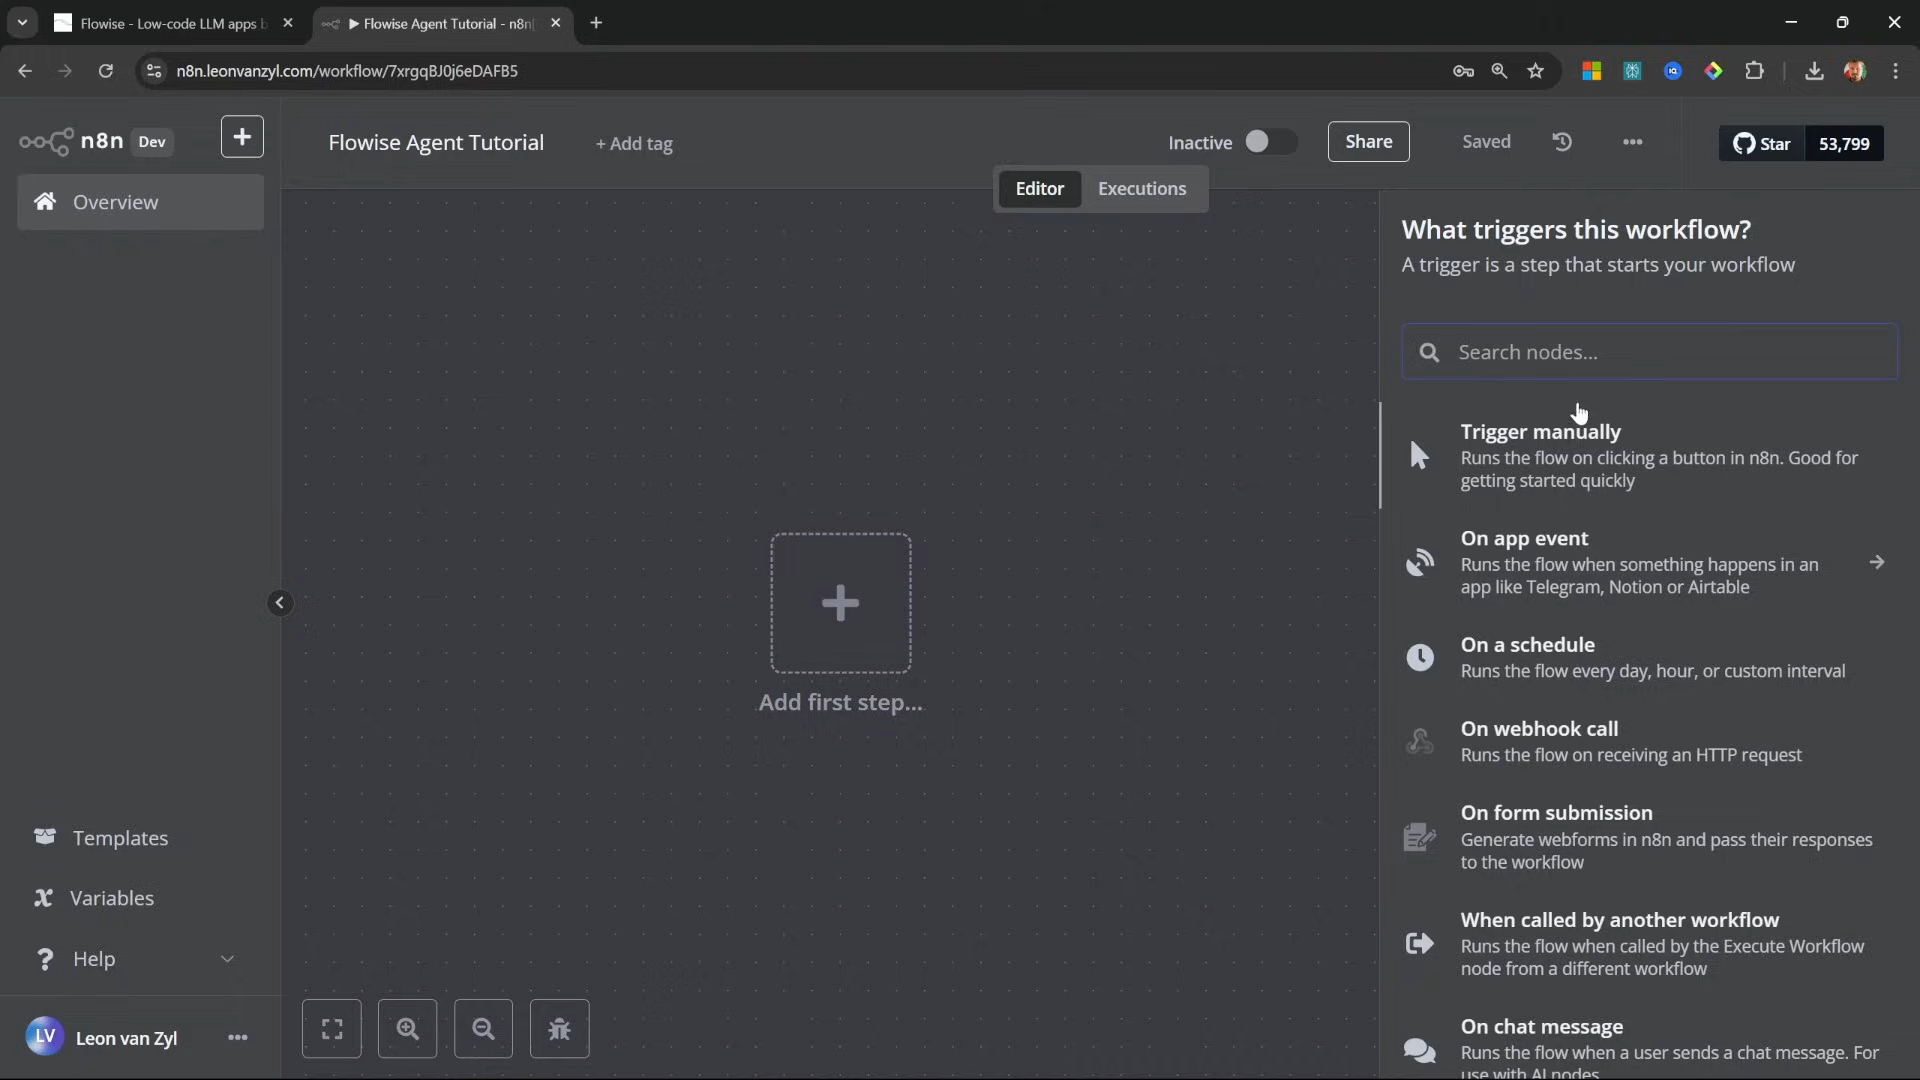 Flowise - Low-code LLM apps b
▶ Flowise Agent Tutorial - n8n
n8n.leonvanzyl.com/workflow/7xrgqBJ0j6eDAFB5
n8n Dev
Flowise Agent Tutorial
+ Add tag
Inactive
Share
Saved
Star
53,799
Overview
Editor
Executions
What triggers this workflow?
A trigger is a step that starts your workflow
Search nodes...
Trigger manually
Runs the flow on clicking a button in n8n. Good for
getting started quickly
On app event
Runs the flow when something happens in an
app like Telegram, Notion or Airtable
On a schedule
Runs the flow every day, hour, or custom interval
On webhook call
Runs the flow on receiving an HTTP request
On form submission
Generate webforms in n8n and pass their responses
to the workflow
When called by another workflow
Runs the flow when called by the Execute Workflow
node from a different workflow
On chat message
Runs the flow when a user sends a chat message. For
use with AI nodes
Add first step...
Templates
Variables
Help
LV
Leon van Zyl